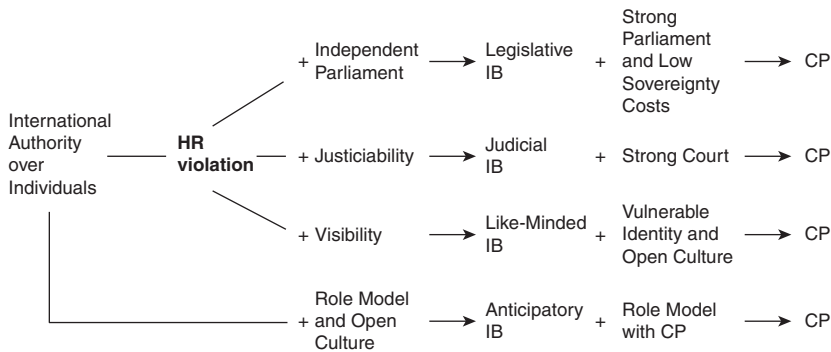 International
Authority
over
Individuals
HR
violation
+ Independent
Parliament
Legislative
IB
+
Strong
Parliament
and Low
Sovereignty
Costs
CP
+ Justiciability
Judicial
IB
+ Strong Court
CP
+ Visibility
Like-Minded
IB
+
Vulnerable
Identity and
Open Culture
CP
+
Role Model
and Open
Culture
Anticipatory
IB
+
Role Model
with CP
CP